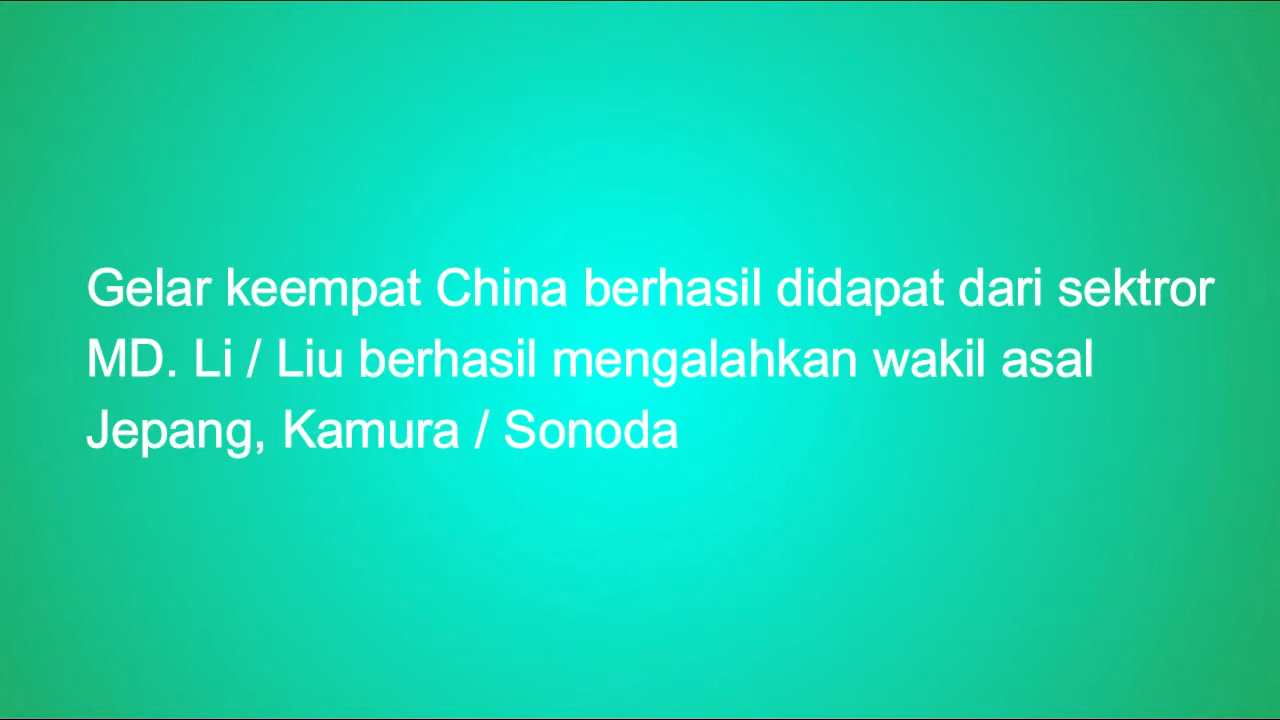 Gelar keempat China berhasil didapat dari sektror
MD. Li / Liu berhasil mengalahkan wakil asal
Jepang, Kamura / Sonoda